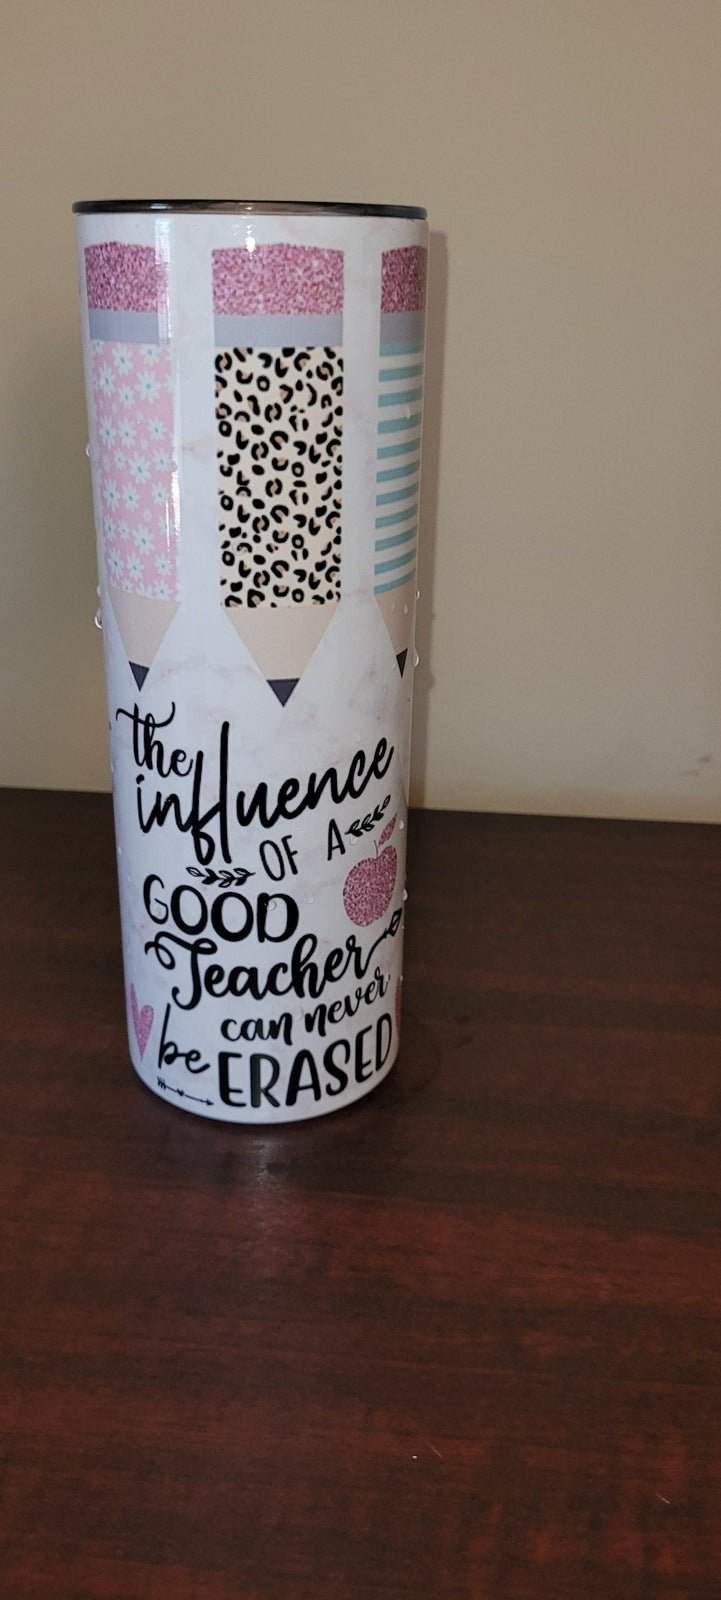 the
influence
OF A
GOOD
Teacher
can never
be ERASED